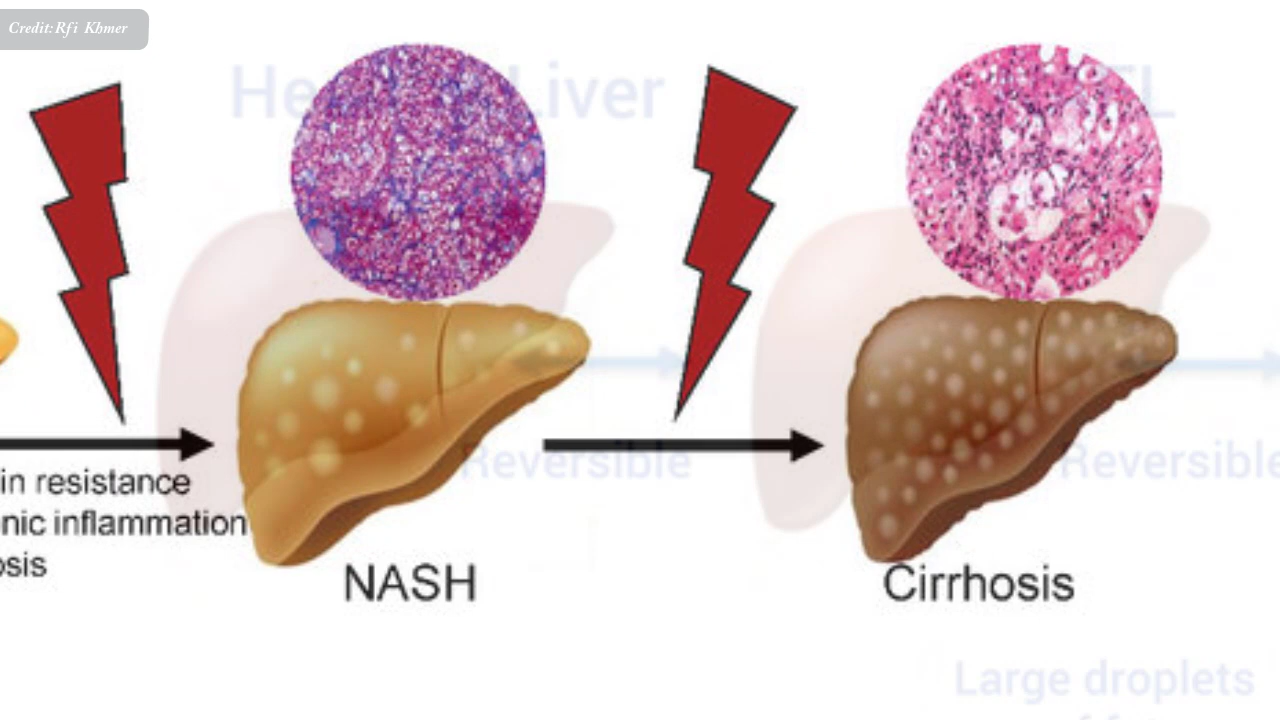 Credit:Rfi Khmer
Liver
in resistance
nic inflammation
osis
Reversible
Reversible
NASH
Cirrhosis
Large droplets